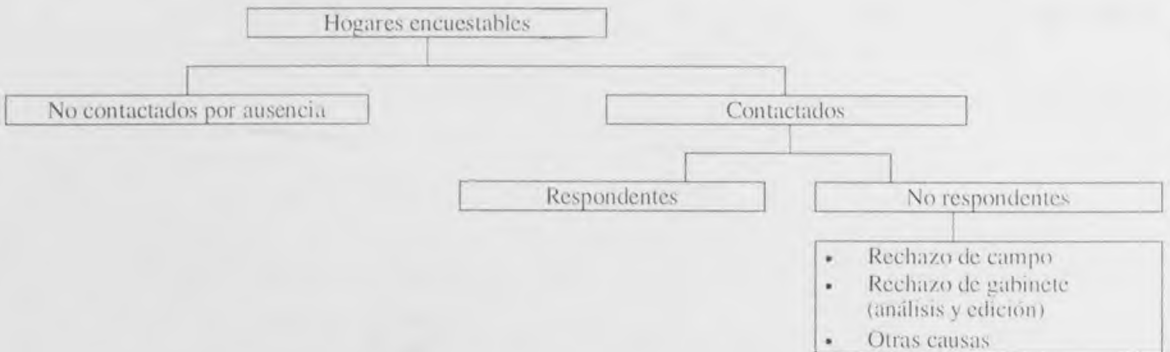 Hogares encuestables
No contactados por ausencia
Contactados
Respondentes
No respondentes
• Rechazo de campo
• Rechazo de gabinete
(análisis y edición)
• Otras causas